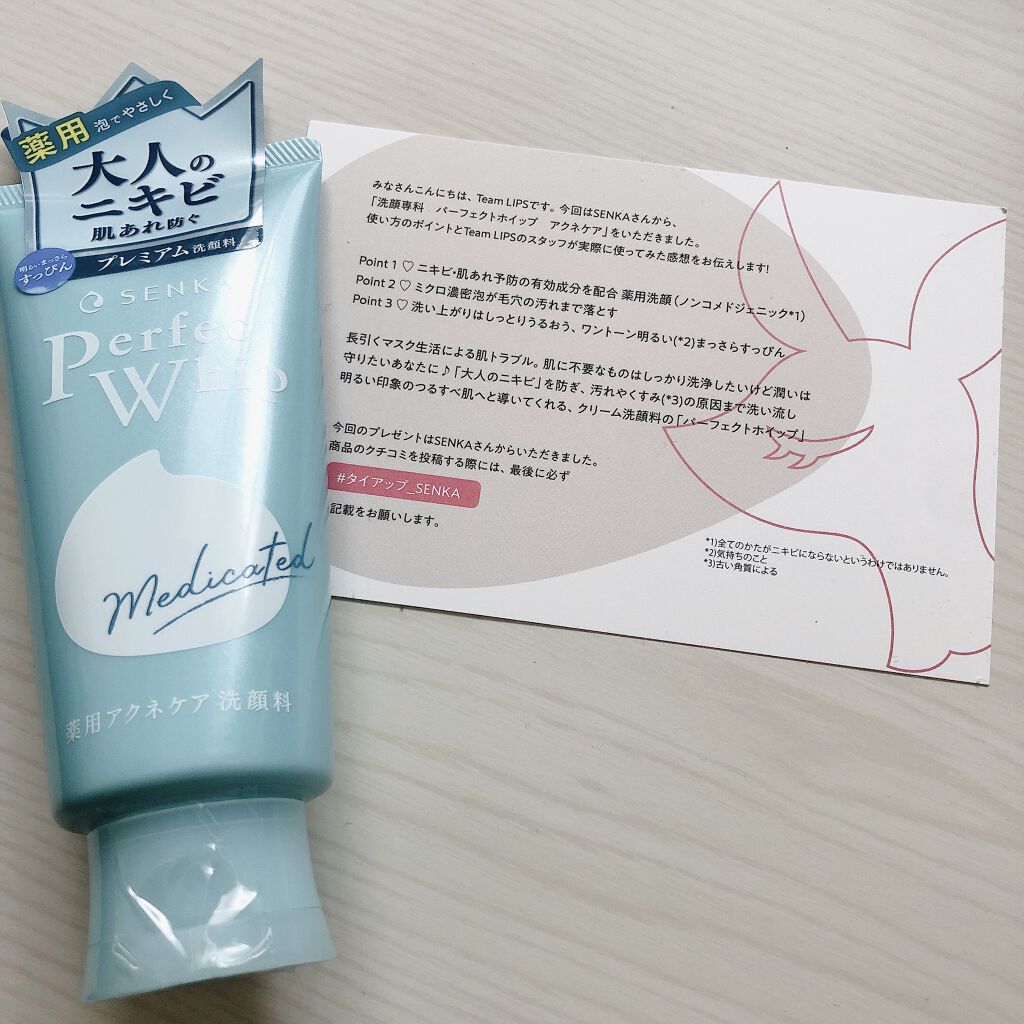 薬用 泡でやさしく
大人の
ニキビ
肌あれ防ぐ
プレミアム洗顔料
明るいまっさら
すっぴん
SENKA
Perfect
Whip
Medicated
薬用アクネケア 洗顔料
みなさんこんにちは、Team LIPSです。今回はSENKAさんから、
「洗顔専科 パーフェクトホイップ アクネケア」をいただきました。
使い方のポイントとTeam LIPSのスタッフが実際に使ってみた感想をお伝えします!
Point 1 ♡ ニキビ・肌あれ予防の有効成分を配合 薬用洗顔（ノンコメドジェニック*1）
Point 2 ♡ ミクロ濃密泡が毛穴の汚れまで落とす
Point 3 ♡ 洗い上がりはしっとりうるおう、ワントーン明るい(*2)まっさらすっぴん
長引くマスク生活による肌トラブル。肌に不要なものはしっかり洗浄したいけど潤いは
守りたいあなたに♪「大人のニキビ」を防ぎ、汚れやくすみ(*3)の原因まで洗い流し
明るい印象のつるすべ肌へと導いてくれる、クリーム洗顔料の「パーフェクトホイップ」
今回のプレゼントはSENKAさんからいただきました。
商品のクチコミを投稿する際には、最後に必ず
#タイアップ_SENKA
記載をお願いします。
*1)全てのかたがニキビにならないというわけではありません。
*2)気持ちのこと
*3)古い角質による